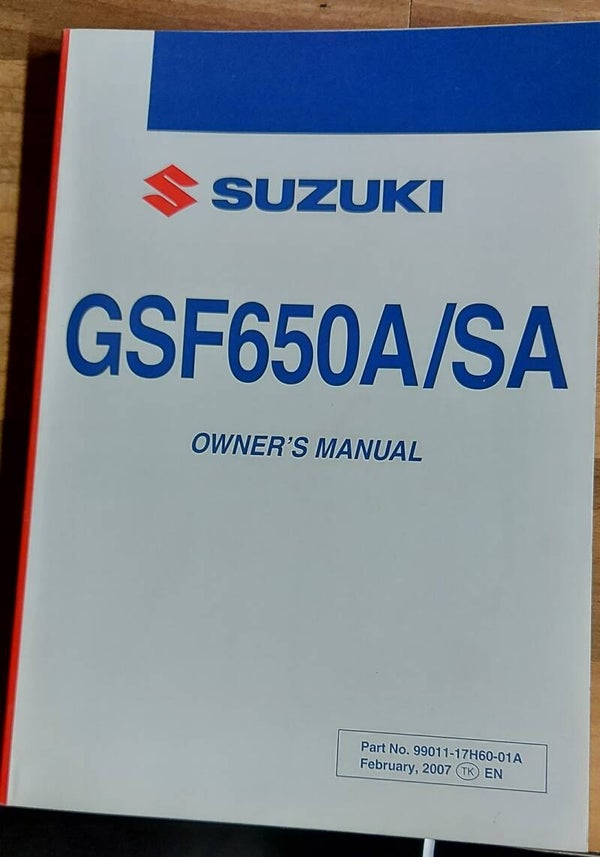 SUZUKI
GSF650A/SA
OWNER'S MANUAL
Part No. 99011-17H60-01A
February, 2007 TK EN